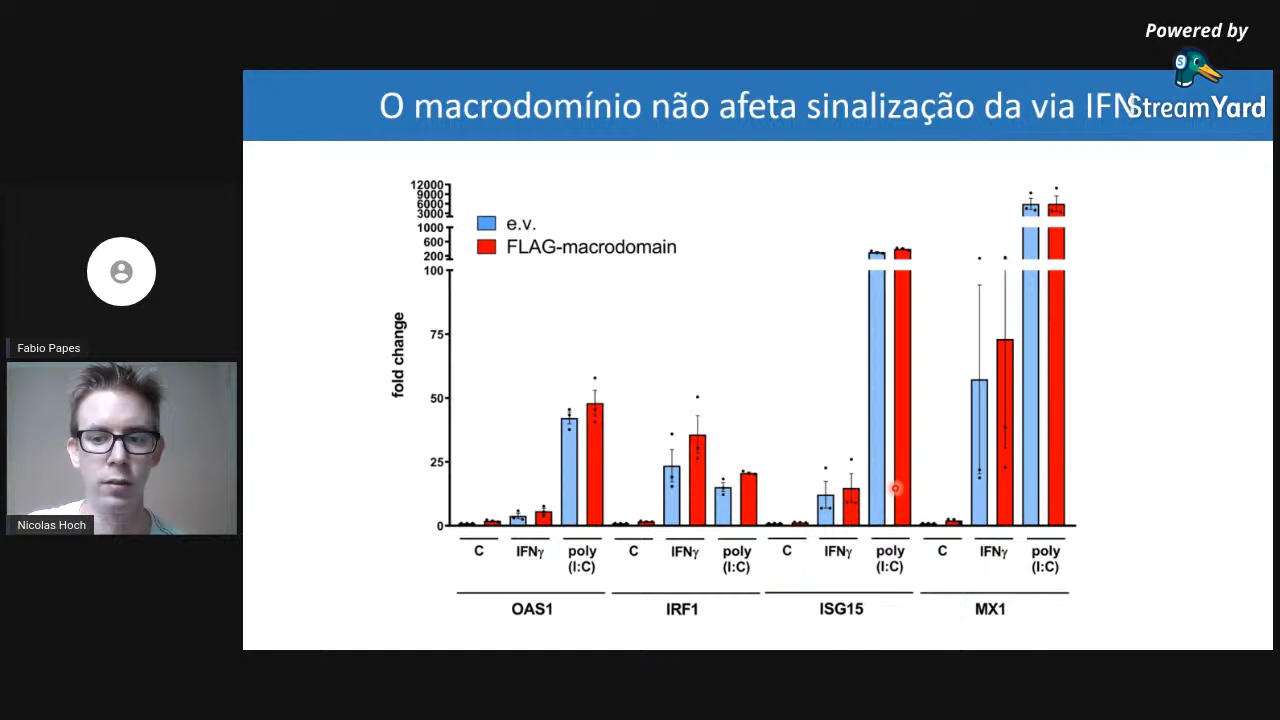 Powered by
StreamYard
O macrodomínio não afeta sinalização da via IFN
12000
9000
6000
3000
1000
600
200
100
75
50
25
0
fold change
e.v.
FLAG-macrodomain
C IFNγ poly (I:C) C IFNγ poly (I:C) C IFNγ poly (I:C) C IFNγ poly (I:C)
OAS1 IRF1 ISG15 MX1
Fabio Papes
Nicolas Hoch